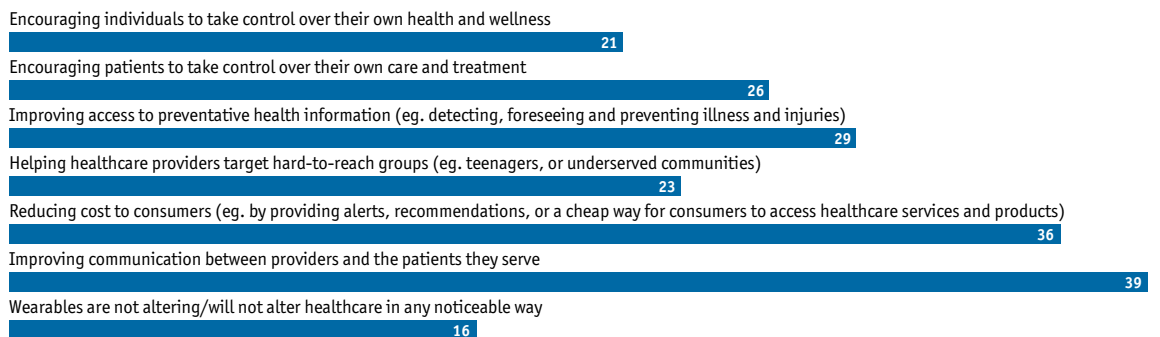 Encouraging individuals to take control over their own health and wellness
21
Encouraging patients to take control over their own care and treatment
26
Improving access to preventative health information (eg. detecting, foreseeing and preventing illness and injuries)
29
Helping healthcare providers target hard-to-reach groups (eg. teenagers, or underserved communities)
23
Reducing cost to consumers (eg. by providing alerts, recommendations, or a cheap way for consumers to access healthcare services and products)
36
Improving communication between providers and the patients they serve
39
Wearables are not altering/will not alter healthcare in any noticeable way
16